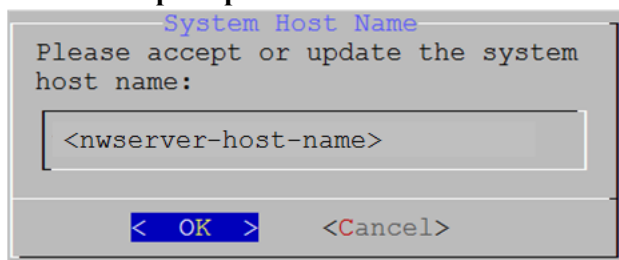 System Host Name
Please accept or update the system
host name:
<nwserver-host-name>
< OK > <Cancel>